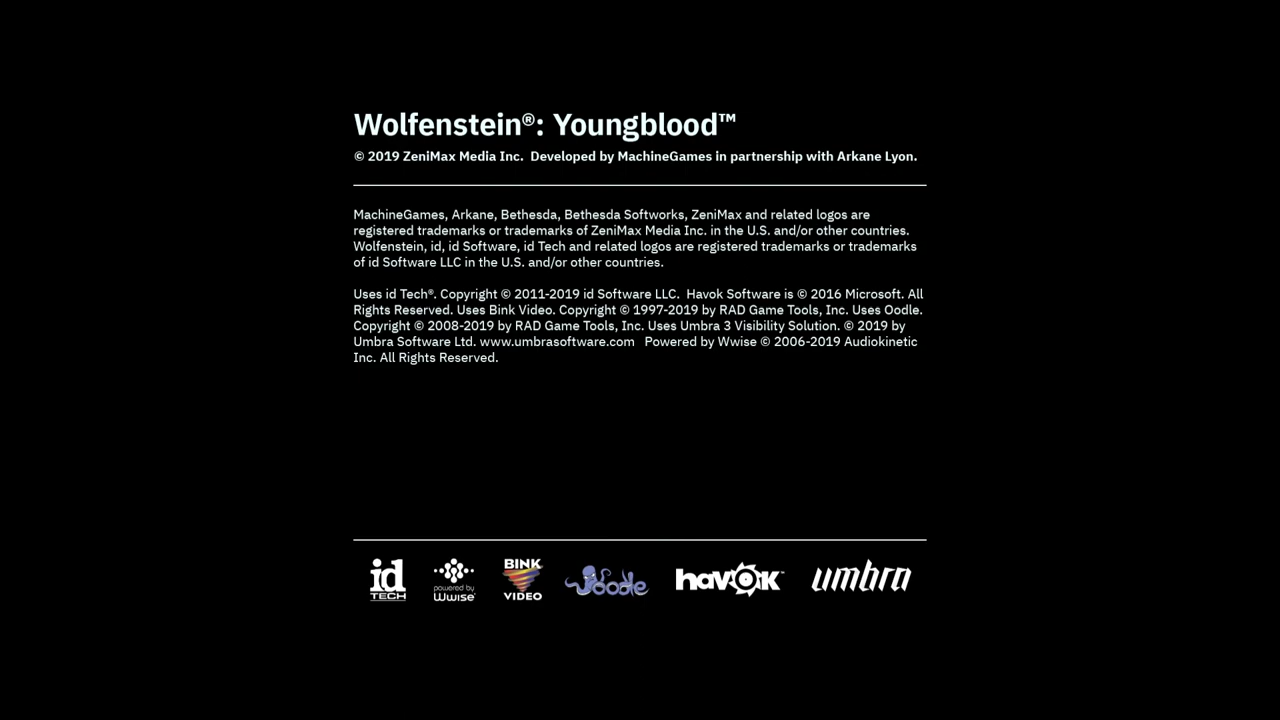 Wolfenstein®: Youngblood™
© 2019 ZeniMax Media Inc.  Developed by MachineGames in partnership with Arkane Lyon.
MachineGames, Arkane, Bethesda, Bethesda Softworks, ZeniMax and related logos are
registered trademarks or trademarks of ZeniMax Media Inc. in the U.S. and/or other countries.
Wolfenstein, id, id Software, id Tech and related logos are registered trademarks or trademarks
of id Software LLC in the U.S. and/or other countries.
Uses id Tech®. Copyright © 2011-2019 id Software LLC.  Havok Software is © 2016 Microsoft. All
Rights Reserved. Uses Bink Video. Copyright © 1997-2019 by RAD Game Tools, Inc. Uses Oodle.
Copyright © 2008-2019 by RAD Game Tools, Inc. Uses Umbra 3 Visibility Solution. © 2019 by
Umbra Software Ltd. www.umbrasoftware.com   Powered by Wwise © 2006-2019 Audiokinetic
Inc. All Rights Reserved.
id TECH
powered by Wwise
BINK VIDEO
oodle
havok™
umbra